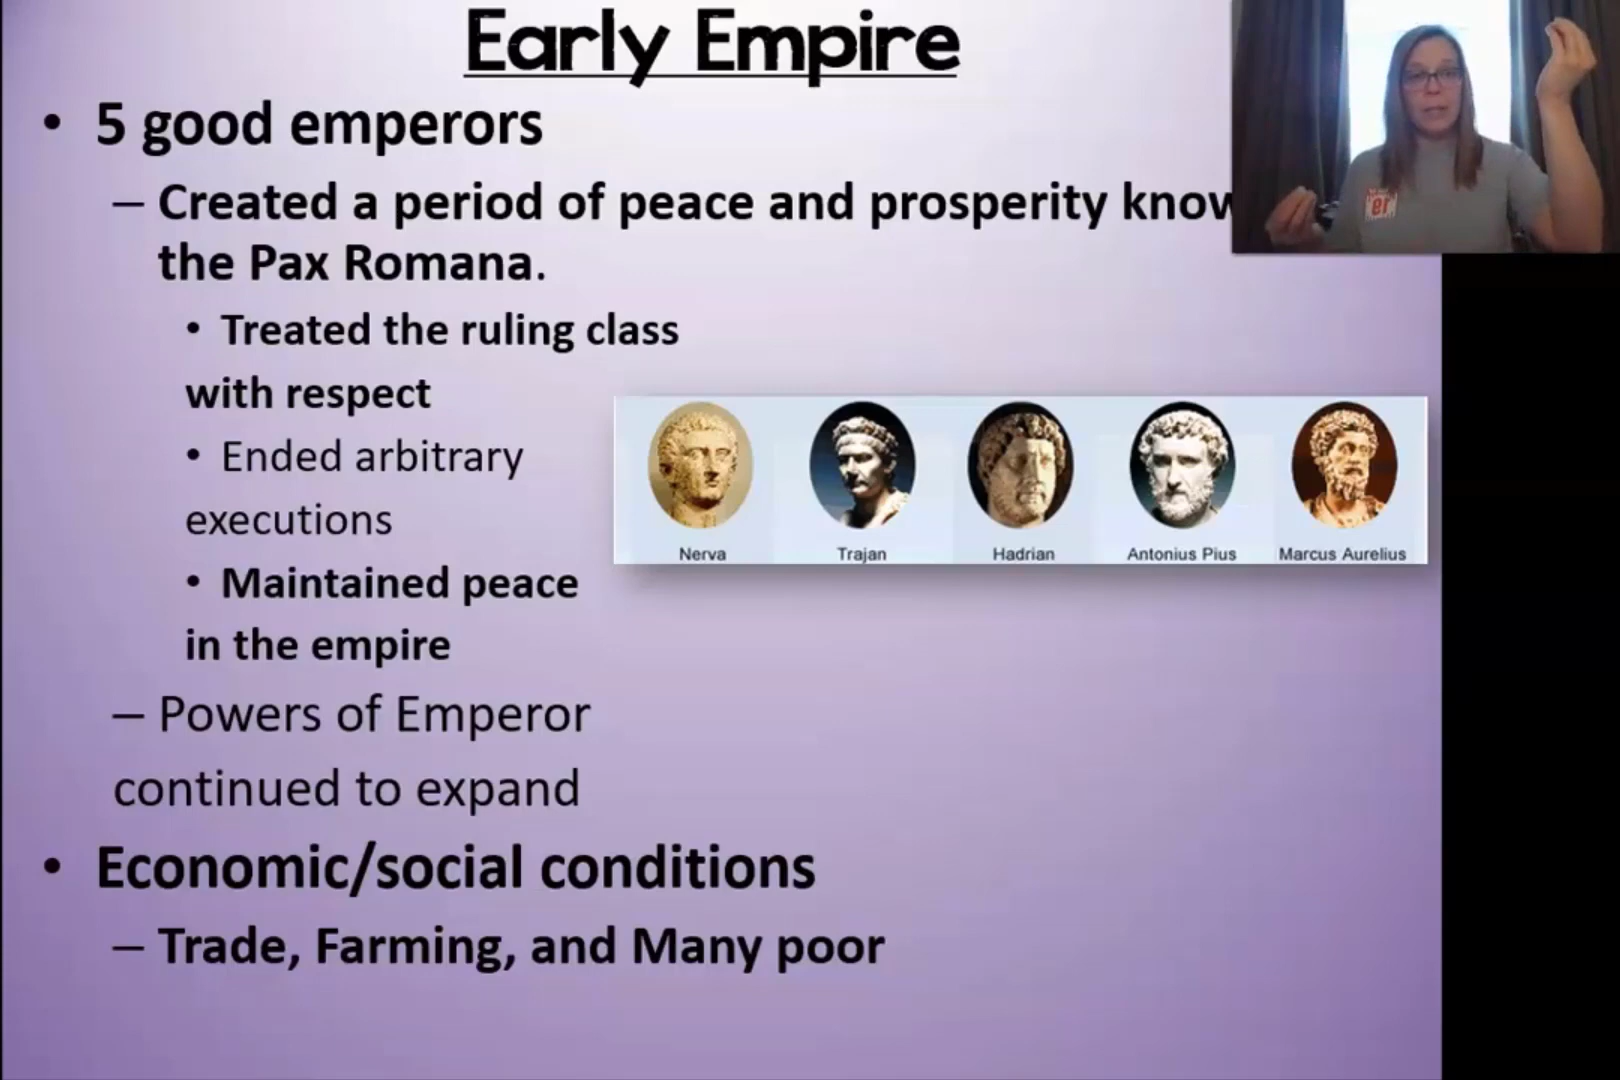 Early Empire
• 5 good emperors
– Created a period of peace and prosperity know
the Pax Romana.
• Treated the ruling class
with respect
• Ended arbitrary
executions
• Maintained peace
in the empire
Nerva Trajan Hadrian Antonius Pius Marcus Aurelius
– Powers of Emperor
continued to expand
• Economic/social conditions
– Trade, Farming, and Many poor
er